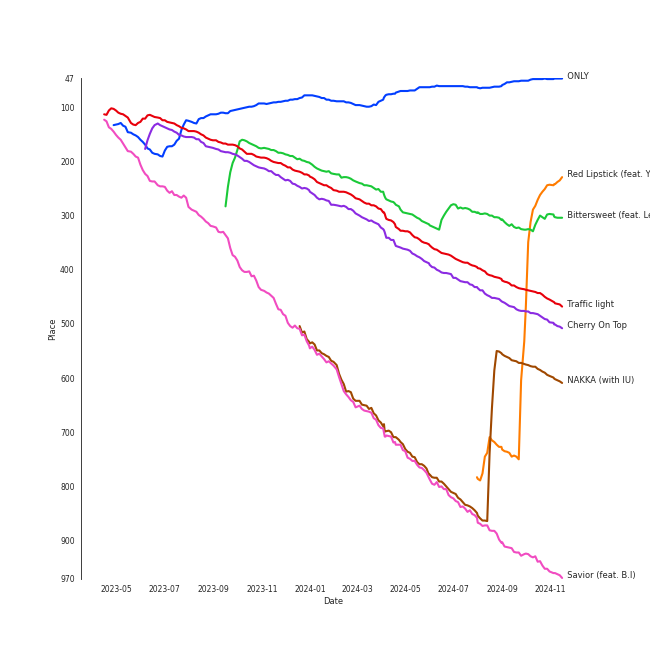 47
100
200
300
400
500
600
700
800
900
970
Place
2023-05
2023-07
2023-09
2023-11
2024-01
2024-03
2024-05
2024-07
2024-09
2024-11
Date
ONLY
Red Lipstick (feat. Y
Bittersweet (feat. Le
Traffic light
Cherry On Top
NAKKA (with IU)
Savior (feat. B.I)